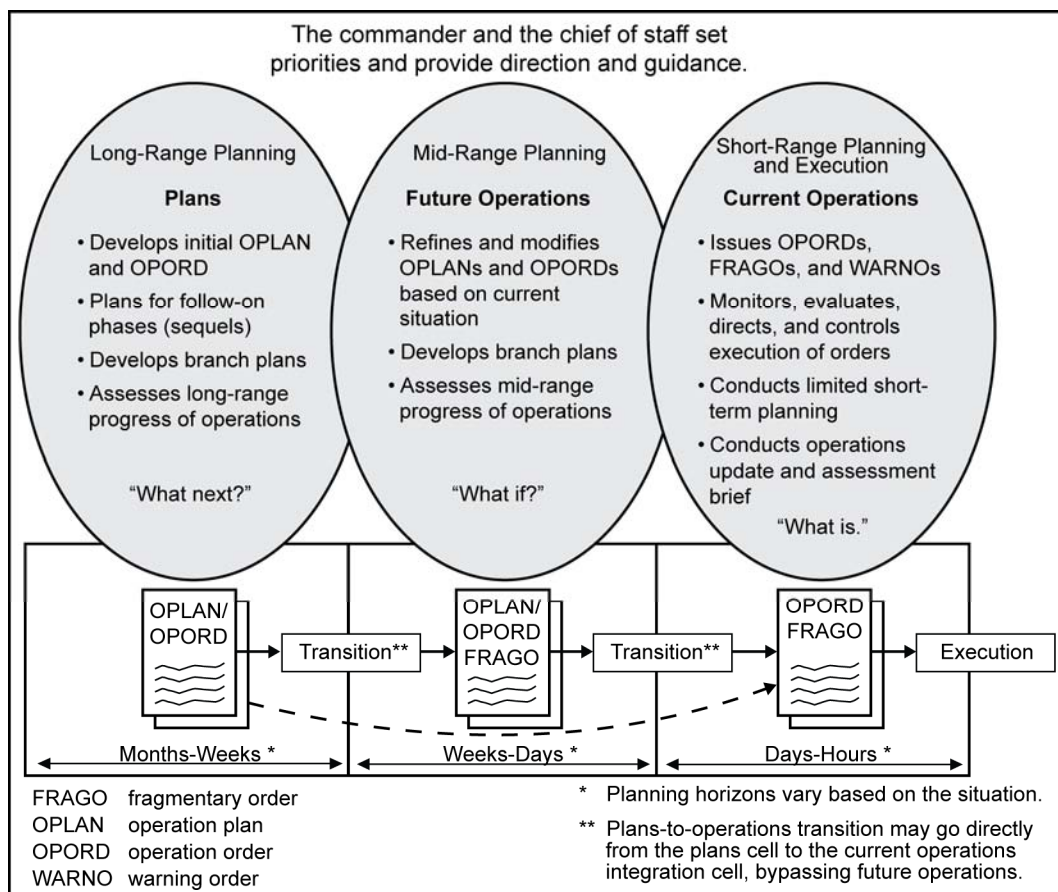 The commander and the chief of staff set
priorities and provide direction and guidance.
Long-Range Planning
Plans
• Develops initial OPLAN
and OPORD
• Plans for follow-on
phases (sequels)
• Develops branch plans
• Assesses long-range
progress of operations
“What next?”
Mid-Range Planning
Future Operations
• Refines and modifies
OPLANs and OPORDs
based on current
situation
• Develops branch plans
• Assesses mid-range
progress of operations
“What if?”
Short-Range Planning
and Execution
Current Operations
• Issues OPORDs,
FRAGOs, and WARNOs
• Monitors, evaluates,
directs, and controls
execution of orders
• Conducts limited short-
term planning
• Conducts operations
update and assessment
brief
“What is.”
OPLAN/
OPORD
Transition**
OPLAN/
OPORD
FRAGO
Transition**
OPORD
FRAGO
Execution
Months-Weeks *
Weeks-Days *
Days-Hours *
FRAGO fragmentary order
OPLAN operation plan
OPORD operation order
WARNO warning order
* Planning horizons vary based on the situation.
** Plans-to-operations transition may go directly
from the plans cell to the current operations
integration cell, bypassing future operations.